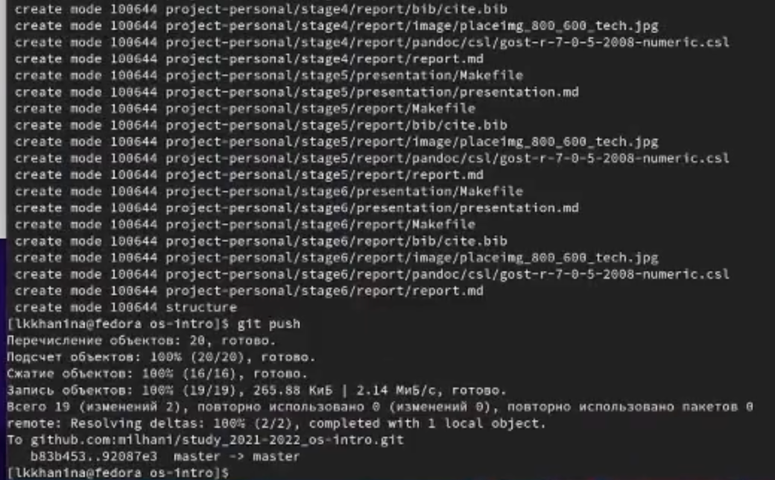 create mode 100644 project-personal/stage4/report/bib/cite.bib
create mode 100644 project-personal/stage4/report/image/placeimg_800_600_tech.jpg
create mode 100644 project-personal/stage4/report/pandoc/csl/gost-r-7-0-5-2008-numeric.csl
create mode 100644 project-personal/stage4/report/report.md
create mode 100644 project-personal/stage5/presentation/Makefile
create mode 100644 project-personal/stage5/presentation/presentation.md
create mode 100644 project-personal/stage5/report/Makefile
create mode 100644 project-personal/stage5/report/bib/cite.bib
create mode 100644 project-personal/stage5/report/image/placeimg_800_600_tech.jpg
create mode 100644 project-personal/stage5/report/pandoc/csl/gost-r-7-0-5-2008-numeric.csl
create mode 100644 project-personal/stage5/report/report.md
create mode 100644 project-personal/stage6/presentation/Makefile
create mode 100644 project-personal/stage6/presentation/presentation.md
create mode 100644 project-personal/stage6/report/Makefile
create mode 100644 project-personal/stage6/report/bib/cite.bib
create mode 100644 project-personal/stage6/report/image/placeimg_800_600_tech.jpg
create mode 100644 project-personal/stage6/report/pandoc/csl/gost-r-7-0-5-2008-numeric.csl
create mode 100644 project-personal/stage6/report/report.md
create mode 100644 structure
[lkkhanina@fedora os-intro]$ git push
Перечисление объектов: 20, готово.
Подсчет объектов: 100% (20/20), готово.
Сжатие объектов: 100% (16/16), готово.
Запись объектов: 100% (19/19), 265.88 КиБ | 2.14 МиБ/с, готово.
Всего 19 (изменений 2), повторно использовано 0 (изменений 0), повторно использовано пакетов 0
remote: Resolving deltas: 100% (2/2), completed with 1 local object.
To github.com:milhani/study_2021-2022_os-intro.git
b83b453..92087e3 master -> master
[lkkhanina@fedora os-intro]$